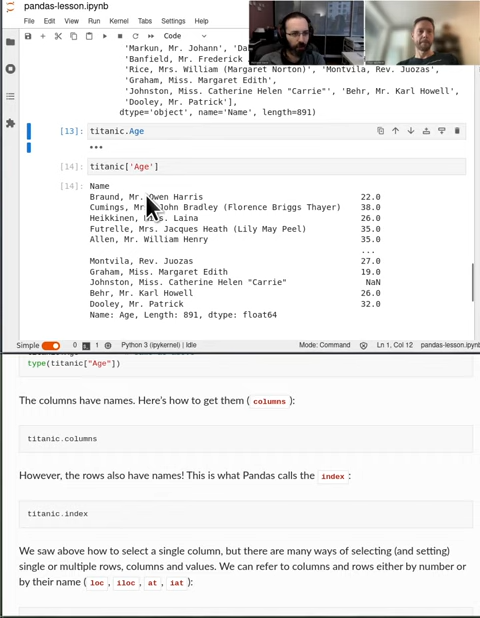 pandas-lesson.ipynb
File Edit View Run Kernel Tabs Settings Help
Code
'Markun, Mr. Johann', 'Da
'Banfield, Mr. Frederick
'Rice, Mrs. William (Margaret Norton)', 'Montvila, Rev. Juozas',
'Graham, Miss. Margaret Edith',
'Johnston, Miss. Catherine Helen "Carrie"', 'Behr, Mr. Karl Howell',
'Dooley, Mr. Patrick'],
dtype='object', name='Name', length=891)
[13]: titanic.Age
•••
[14]: titanic['Age']
[14]: Name
Braund, Mr. Owen Harris 22.0
Cumings, Mr. John Bradley (Florence Briggs Thayer) 38.0
Heikkinen, Miss. Laina 26.0
Futrelle, Mrs. Jacques Heath (Lily May Peel) 35.0
Allen, Mr. William Henry 35.0
...
Montvila, Rev. Juozas 27.0
Graham, Miss. Margaret Edith 19.0
Johnston, Miss. Catherine Helen "Carrie" NaN
Behr, Mr. Karl Howell 26.0
Dooley, Mr. Patrick 32.0
Name: Age, Length: 891, dtype: float64
Simple 0 1 Python 3 (ipykernel) | Idle Mode: Command Ln 1, Col 12 pandas-lesson.ipynb
type(titanic["Age"])
The columns have names. Here's how to get them ( columns ):
titanic.columns
However, the rows also have names! This is what Pandas calls the index :
titanic.index
We saw above how to select a single column, but there are many ways of selecting (and setting)
single or multiple rows, columns and values. We can refer to columns and rows either by number or
by their name ( loc , iloc , at , iat ):